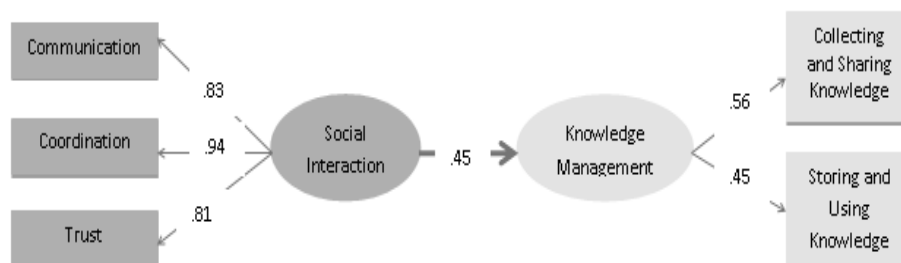 Communication
.83
Coordination
.94
Trust
.81
Social
Interaction
.45
Knowledge
Management
.56
Collecting
and Sharing
Knowledge
.45
Storing and
Using
Knowledge